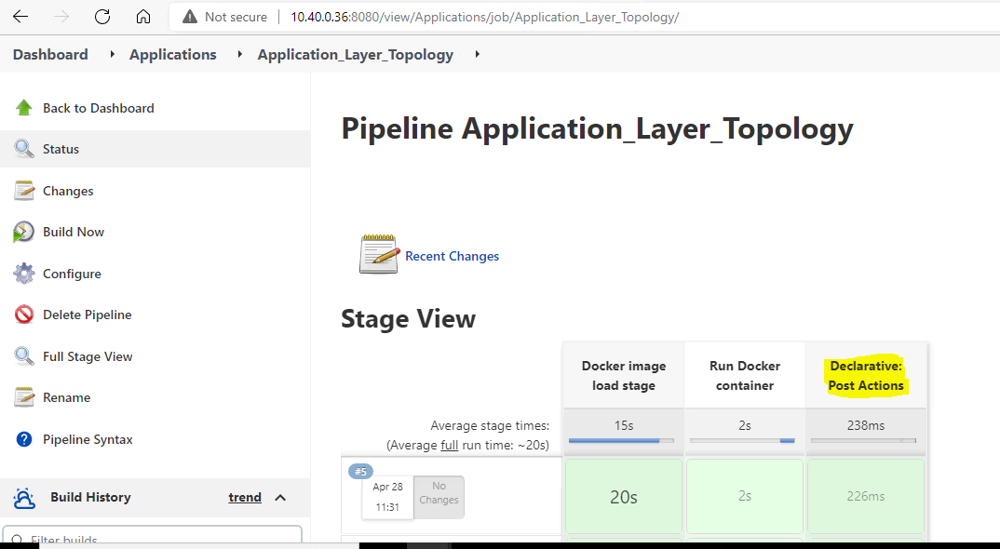 Not secure
10.40.0.36:8080/view/Applications/job/Application_Layer_Topology/
Dashboard
Applications
Application_Layer_Topology
Back to Dashboard
Status
Changes
Build Now
Configure
Delete Pipeline
Full Stage View
Rename
Pipeline Syntax
Build History
trend
Filter builds
Pipeline Application_Layer_Topology
Recent Changes
Stage View
Docker image
load stage
Run Docker
container
Declarative:
Post Actions
Average stage times:
(Average full run time: ~20s)
15s
2s
238ms
#5
Apr 28
11:31
No
Changes
20s
2s
226ms